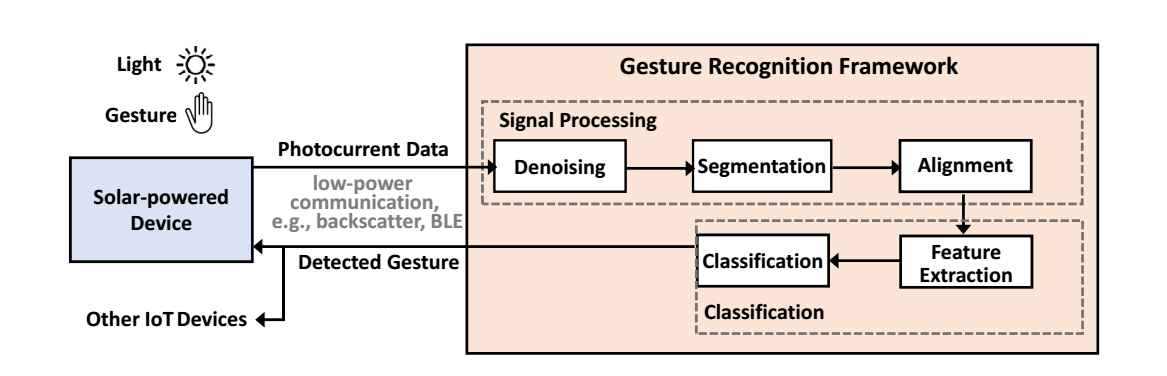 Light
Gesture
Solar-powered
Device
Photocurrent Data
low-power
communication,
e.g., backscatter, BLE
Detected Gesture
Other IoT Devices
Gesture Recognition Framework
Signal Processing
Denoising
Segmentation
Alignment
Feature
Extraction
Classification
Classification